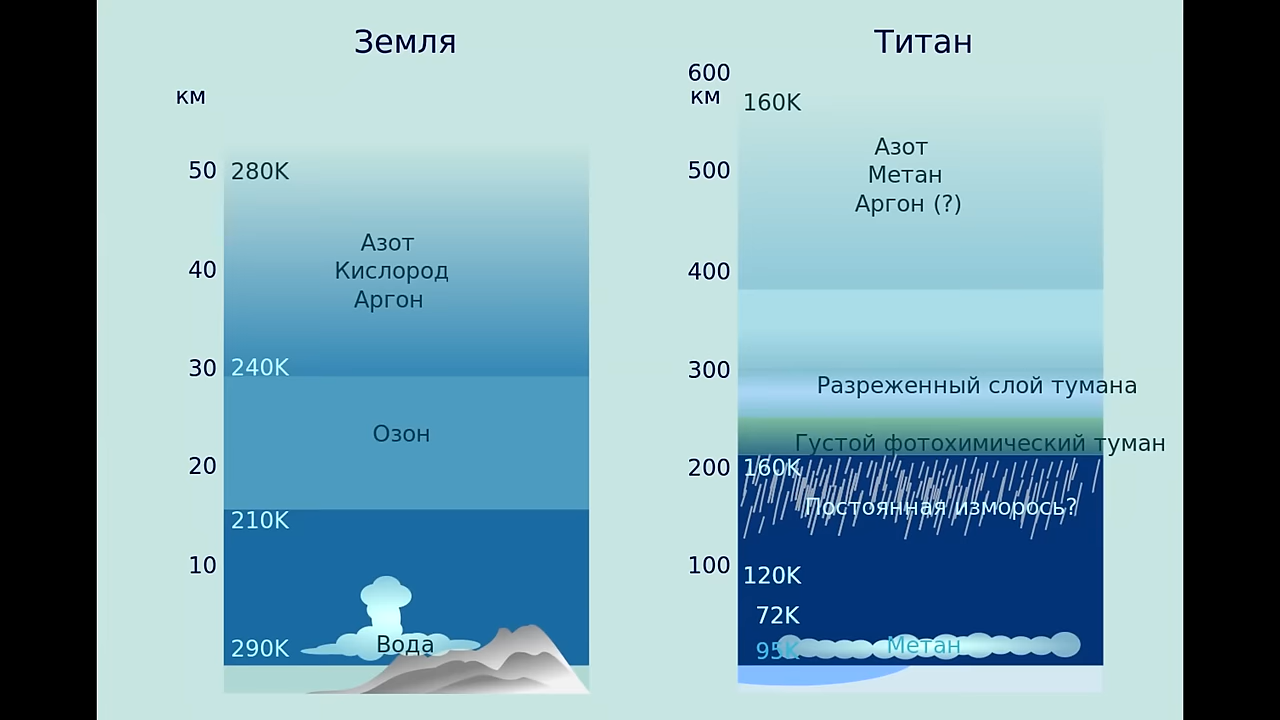 Земля
км
50
280K
Азот
Кислород
Аргон
40
30
240K
Озон
20
210K
10
290K
Вода
Титан
600
км
160K
Азот
Метан
Аргон (?)
500
400
300
Разреженный слой тумана
Густой фотохимический туман
200
160K
Постоянная изморось?
100
120K
72K
95K
Метан